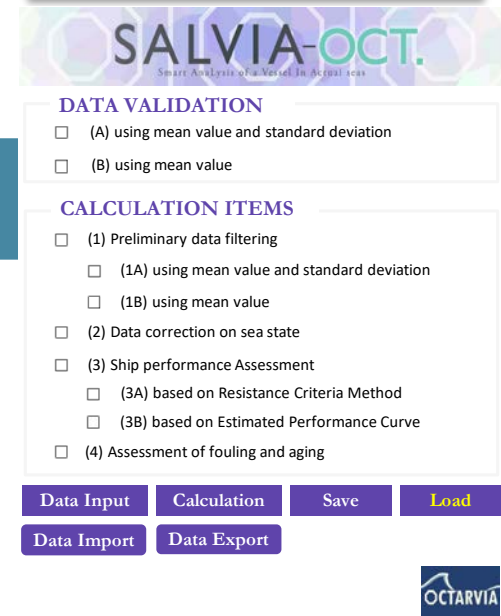 SALVIA-OCT.
Smart AnaLysis of a Vessel In Actual seas
DATA VALIDATION
(A) using mean value and standard deviation
(B) using mean value
CALCULATION ITEMS
(1) Preliminary data filtering
(1A) using mean value and standard deviation
(1B) using mean value
(2) Data correction on sea state
(3) Ship performance Assessment
(3A) based on Resistance Criteria Method
(3B) based on Estimated Performance Curve
(4) Assessment of fouling and aging
Data Input Calculation Save Load
Data Import Data Export
OCTARVIA